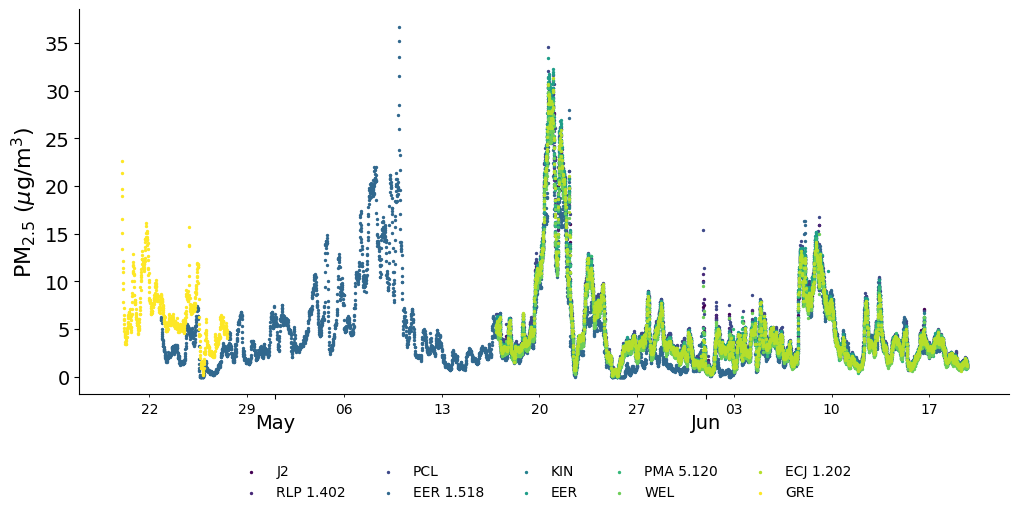 PM2.5 (μg/m3)
35
30
25
20
15
10
5
0
22 29 06 13 20 27 03 10 17
May Jun
J2 PCL KIN PMA 5.120 ECJ 1.202
RLP 1.402 EER 1.518 EER WEL GRE